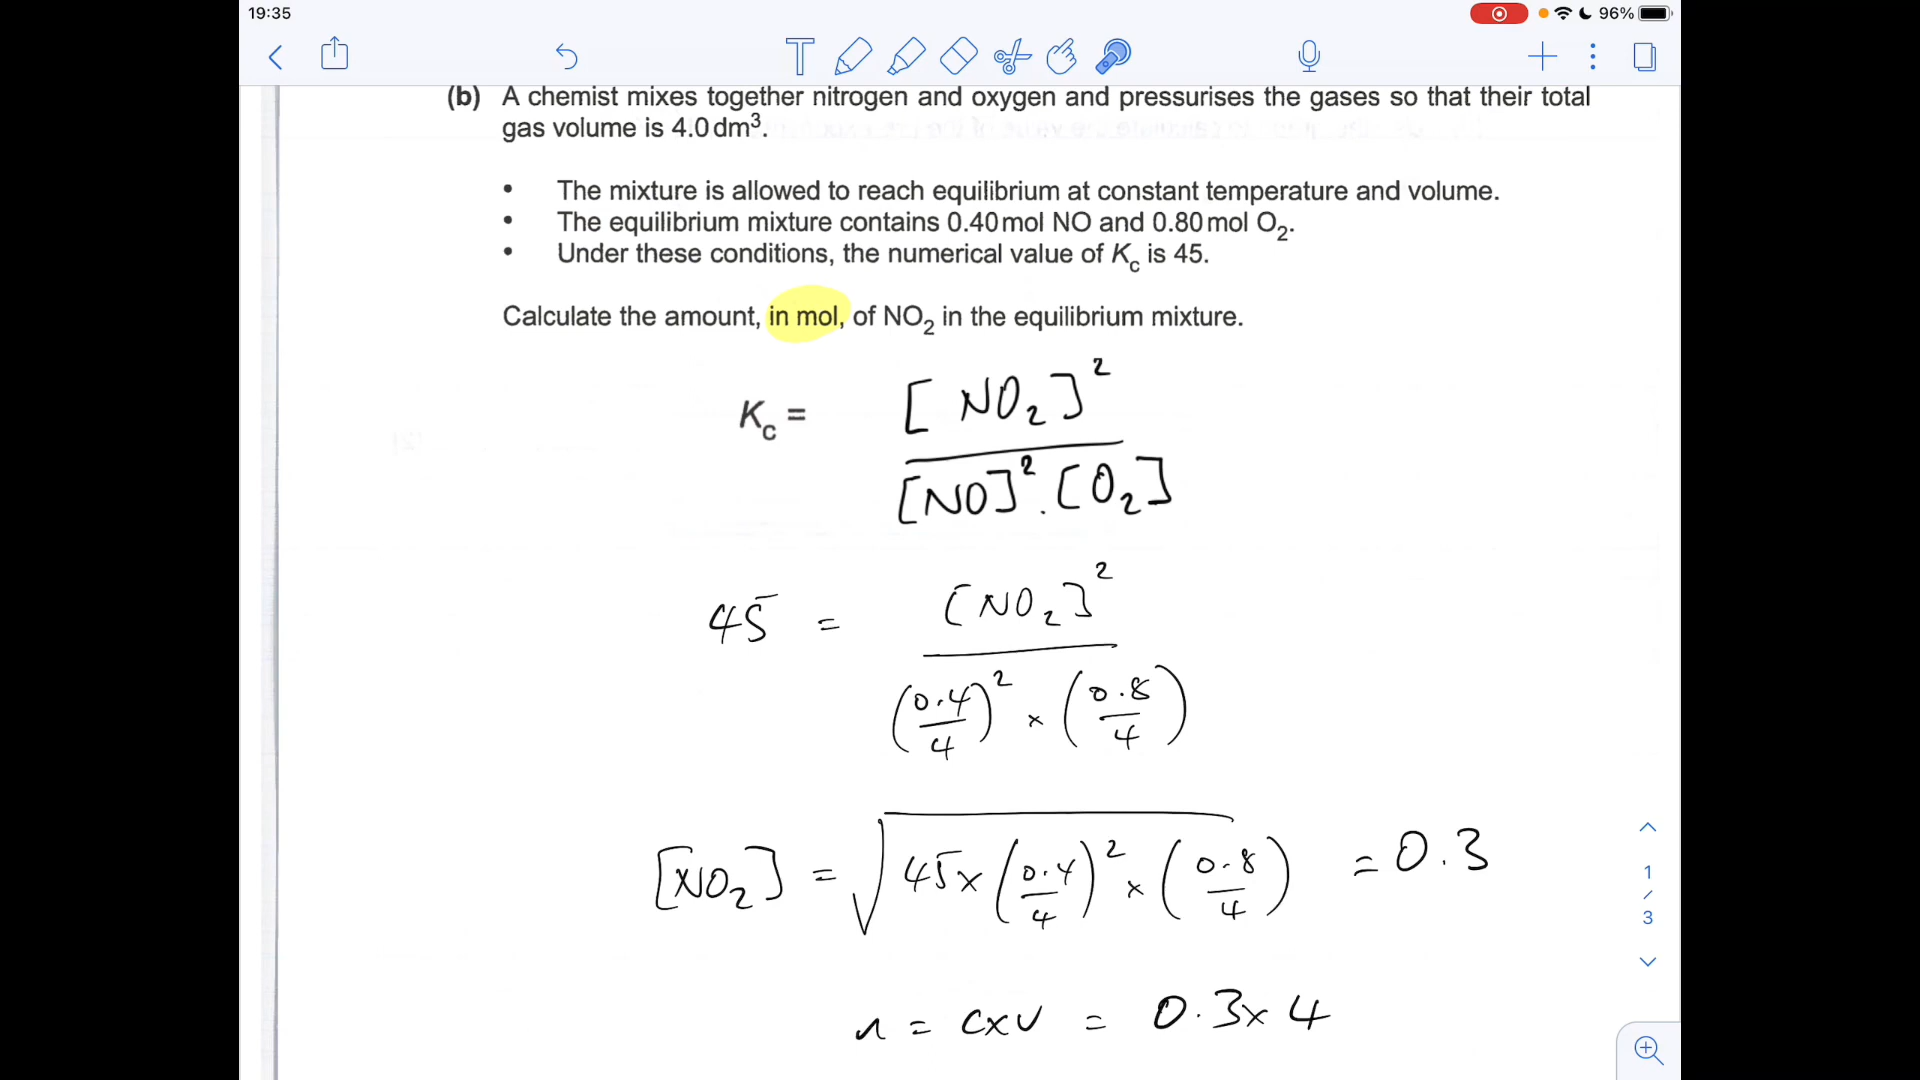 19:35
96%
T
(b) A chemist mixes together nitrogen and oxygen and pressurises the gases so that their total
gas volume is 4.0 dm³.
• The mixture is allowed to reach equilibrium at constant temperature and volume.
• The equilibrium mixture contains 0.40 mol NO and 0.80 mol O₂.
• Under these conditions, the numerical value of Kc is 45.
Calculate the amount, in mol, of NO₂ in the equilibrium mixture.
Kc = [NO₂]²
[NO]² . [O₂]
45 = [NO₂]²
(0.4/4)² × (0.8/4)
[NO₂] = √45 × (0.4/4)² × (0.8/4) = 0.3
n = c×v = 0.3 × 4
1
/
3